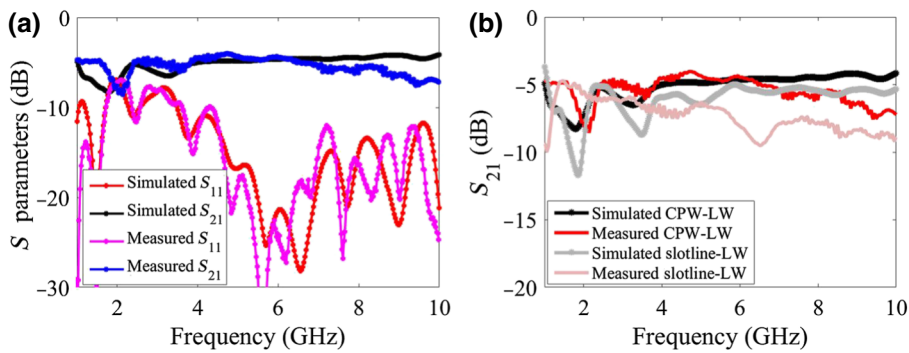 (a)
0
−10
−20
−30
S parameters (dB)
Simulated S11
Simulated S21
Measured S11
Measured S21
2 4 6 8 10
Frequency (GHz)
(b)
0
−5
−10
−15
−20
S21 (dB)
Simulated CPW-LW
Measured CPW-LW
Simulated slotline-LW
Measured slotline-LW
2 4 6 8 10
Frequency (GHz)